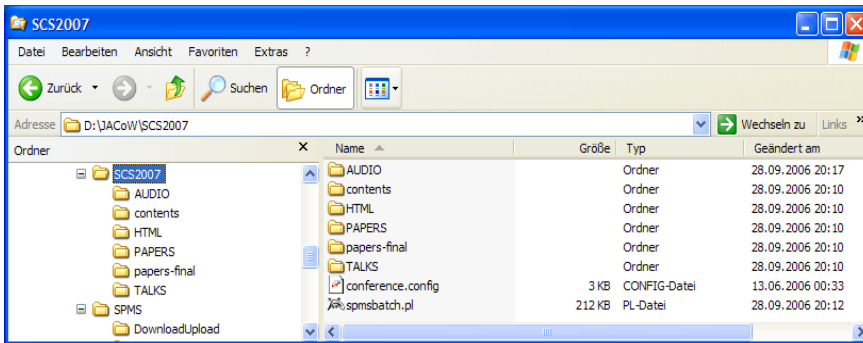 SCS2007
Datei Bearbeiten Ansicht Favoriten Extras ?
Zurück Suchen Ordner
Adresse D:\JACoW\SCS2007 Wechseln zu Links »
Ordner x Name Größe Typ Geändert am
SCS2007 AUDIO Ordner 28.09.2006 20:17
AUDIO contents Ordner 28.09.2006 20:10
contents HTML Ordner 28.09.2006 20:10
HTML PAPERS Ordner 28.09.2006 20:10
PAPERS papers-final Ordner 28.09.2006 20:10
papers-final TALKS Ordner 28.09.2006 20:10
TALKS conference.config 3 KB CONFIG-Datei 13.06.2006 00:33
SPMS spmsbatch.pl 212 KB PL-Datei 28.09.2006 20:12
DownloadUpload